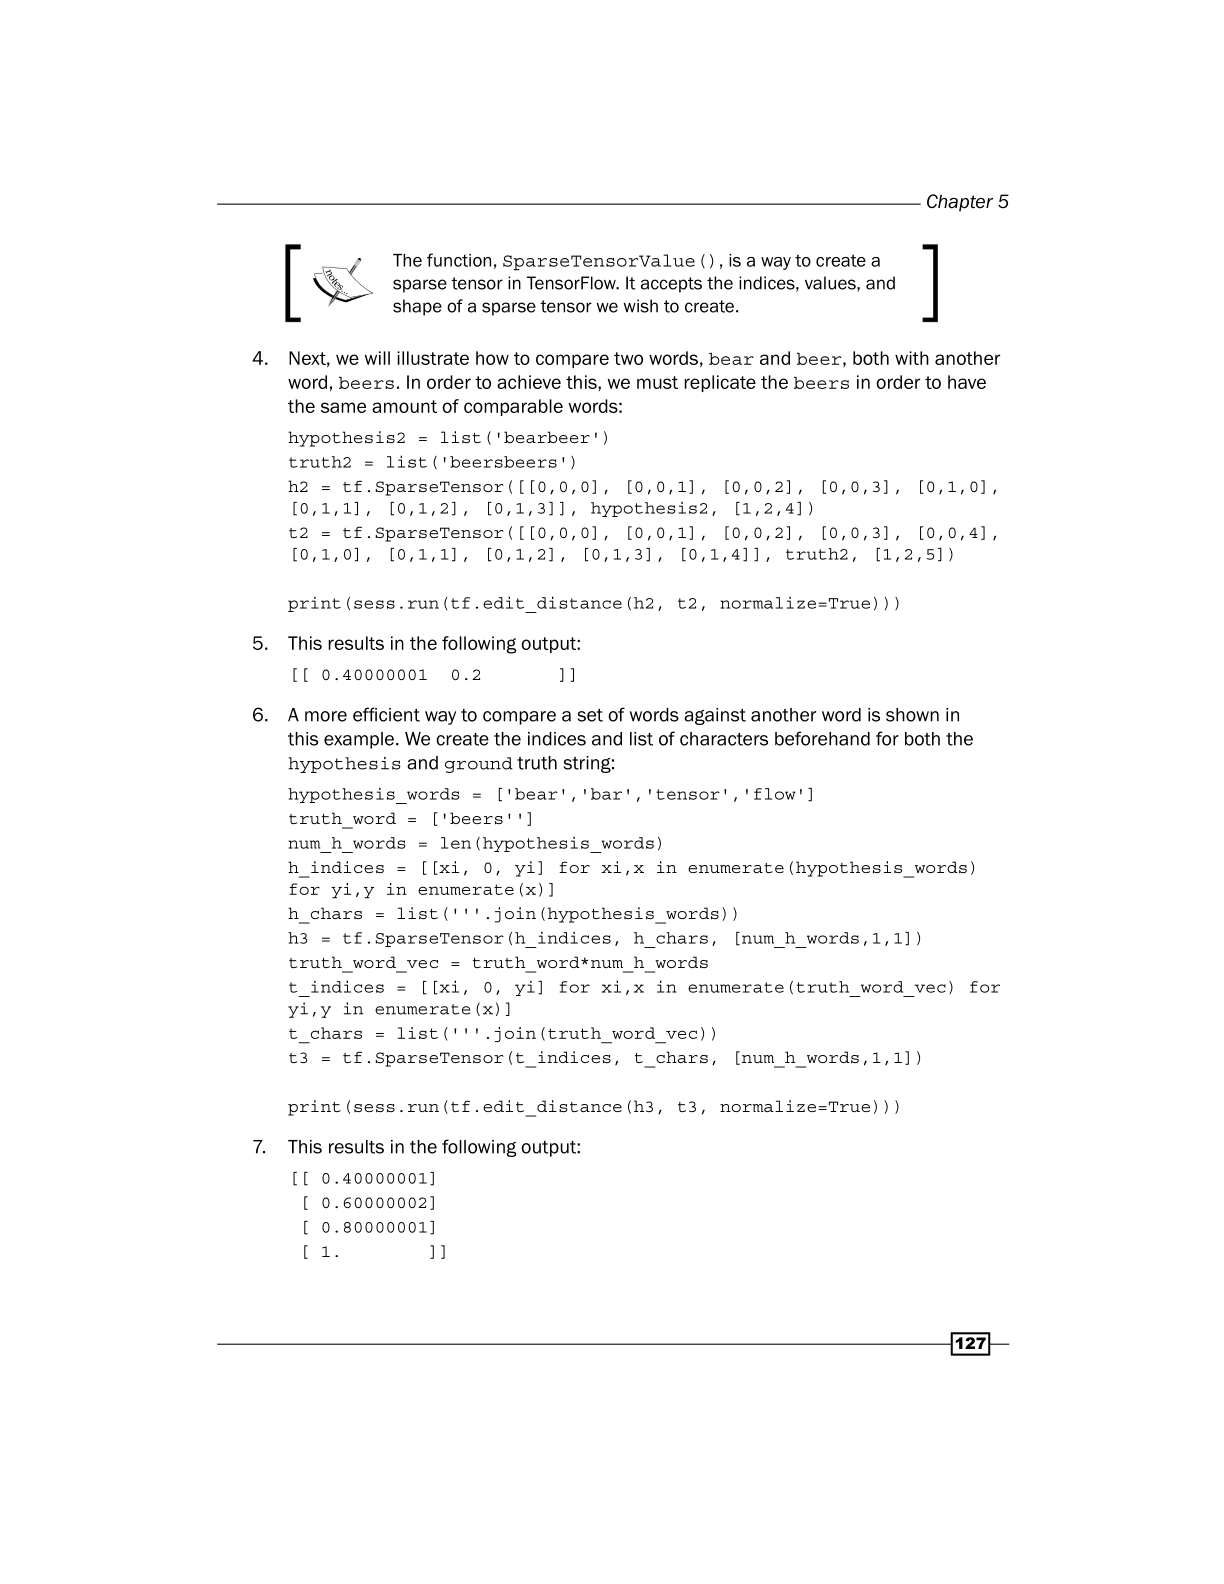 Chapter 5
notes...
The function, SparseTensorValue(), is a way to create a
sparse tensor in TensorFlow. It accepts the indices, values, and
shape of a sparse tensor we wish to create.
4. Next, we will illustrate how to compare two words, bear and beer, both with another
word, beers. In order to achieve this, we must replicate the beers in order to have
the same amount of comparable words:
hypothesis2 = list('bearbeer')
truth2 = list('beersbeers')
h2 = tf.SparseTensor([[0,0,0], [0,0,1], [0,0,2], [0,0,3], [0,1,0],
[0,1,1], [0,1,2], [0,1,3]], hypothesis2, [1,2,4])
t2 = tf.SparseTensor([[0,0,0], [0,0,1], [0,0,2], [0,0,3], [0,0,4],
[0,1,0], [0,1,1], [0,1,2], [0,1,3], [0,1,4]], truth2, [1,2,5])
print(sess.run(tf.edit_distance(h2, t2, normalize=True)))
5. This results in the following output:
[[ 0.40000001  0.2       ]]
6. A more efficient way to compare a set of words against another word is shown in
this example. We create the indices and list of characters beforehand for both the
hypothesis and ground truth string:
hypothesis_words = ['bear','bar','tensor','flow']
truth_word = ['beers'']
num_h_words = len(hypothesis_words)
h_indices = [[xi, 0, yi] for xi,x in enumerate(hypothesis_words)
for yi,y in enumerate(x)]
h_chars = list('''.join(hypothesis_words))
h3 = tf.SparseTensor(h_indices, h_chars, [num_h_words,1,1])
truth_word_vec = truth_word*num_h_words
t_indices = [[xi, 0, yi] for xi,x in enumerate(truth_word_vec) for
yi,y in enumerate(x)]
t_chars = list('''.join(truth_word_vec))
t3 = tf.SparseTensor(t_indices, t_chars, [num_h_words,1,1])
print(sess.run(tf.edit_distance(h3, t3, normalize=True)))
7. This results in the following output:
[[ 0.40000001]
[ 0.60000002]
[ 0.80000001]
[ 1.        ]]
127